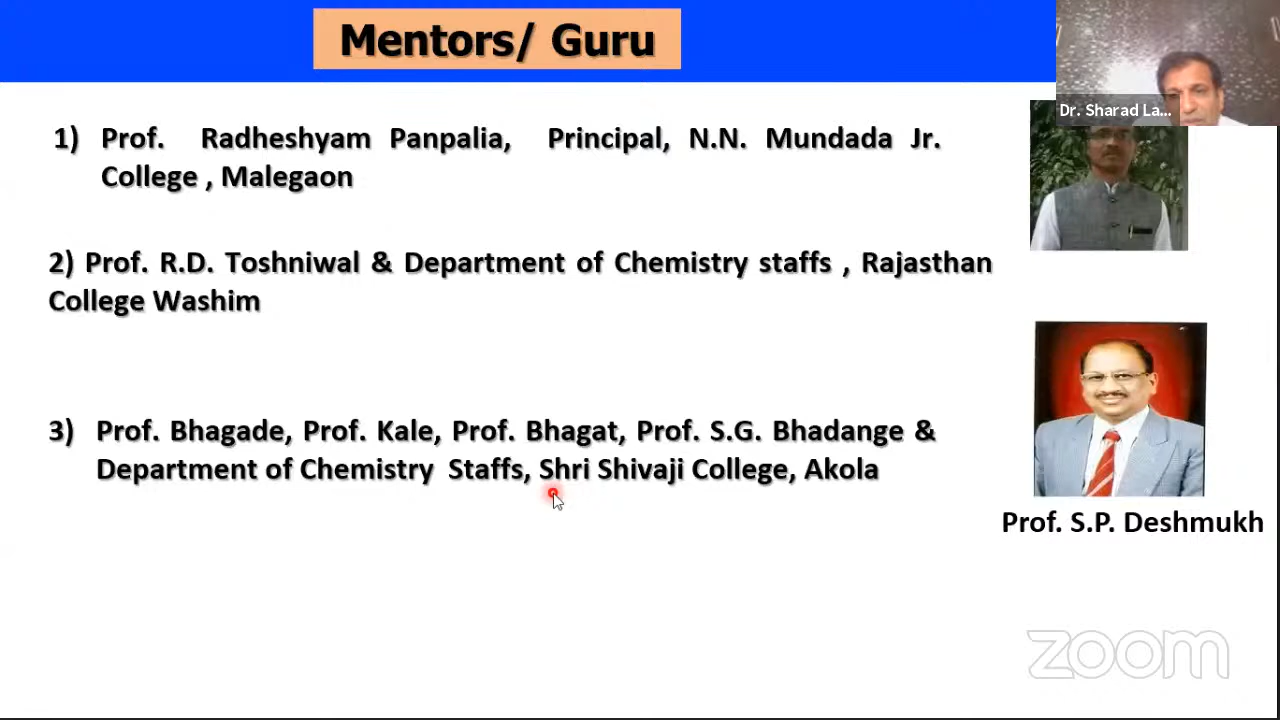 Mentors/ Guru
Dr. Sharad La...
1) Prof. Radheshyam Panpalia, Principal, N.N. Mundada Jr.
College , Malegaon
2) Prof. R.D. Toshniwal & Department of Chemistry staffs , Rajasthan
College Washim
3) Prof. Bhagade, Prof. Kale, Prof. Bhagat, Prof. S.G. Bhadange &
Department of Chemistry Staffs, Shri Shivaji College, Akola
Prof. S.P. Deshmukh
zoom